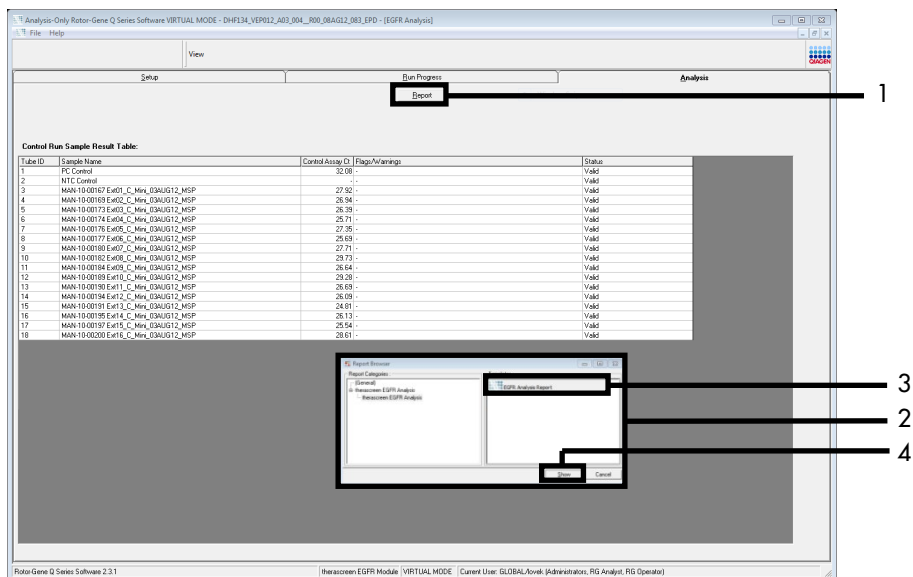 Analysis-Only Rotor-Gene Q Series Software VIRTUAL MODE - DHF134_VEP012_A03_004__R00_08AG12_083_EPD - [EGFR Analysis]
File Help
View
QIAGEN
Setup Run Progress Analysis
Report
1
Control Run Sample Result Table:
Tube ID Sample Name Control Assay Ct Flags/Warnings Status
1 PC Control 32.08 - Valid
2 NTC Control - - Valid
3 MAN-10-00167 Ext01_C_Mini_03AUG12_MSP 27.92 - Valid
4 MAN-10-00169 Ext02_C_Mini_03AUG12_MSP 26.94 - Valid
5 MAN-10-00173 Ext03_C_Mini_03AUG12_MSP 26.39 - Valid
6 MAN-10-00174 Ext04_C_Mini_03AUG12_MSP 25.71 - Valid
7 MAN-10-00176 Ext05_C_Mini_03AUG12_MSP 27.35 - Valid
8 MAN-10-00177 Ext06_C_Mini_03AUG12_MSP 25.69 - Valid
9 MAN-10-00180 Ext07_C_Mini_03AUG12_MSP 27.71 - Valid
10 MAN-10-00182 Ext08_C_Mini_03AUG12_MSP 29.73 - Valid
11 MAN-10-00184 Ext09_C_Mini_03AUG12_MSP 26.64 - Valid
12 MAN-10-00189 Ext10_C_Mini_03AUG12_MSP 29.28 - Valid
13 MAN-10-00190 Ext11_C_Mini_03AUG12_MSP 26.69 - Valid
14 MAN-10-00194 Ext12_C_Mini_03AUG12_MSP 26.09 - Valid
15 MAN-10-00191 Ext13_C_Mini_03AUG12_MSP 24.81 - Valid
16 MAN-10-00195 Ext14_C_Mini_03AUG12_MSP 26.13 - Valid
17 MAN-10-00197 Ext15_C_Mini_03AUG12_MSP 25.54 - Valid
18 MAN-10-00200 Ext16_C_Mini_03AUG12_MSP 28.61 - Valid
Report Browser
Report Categories
(General)
therascreen EGFR Analysis
therascreen EGFR Analysis
EGFR Analysis Report
3
2
4
Show Cancel
Rotor-Gene Q Series Software 2.3.1 therascreen EGFR Module VIRTUAL MODE Current User: GLOBAL/lovek (Administrators, RG Analyst, RG Operator)